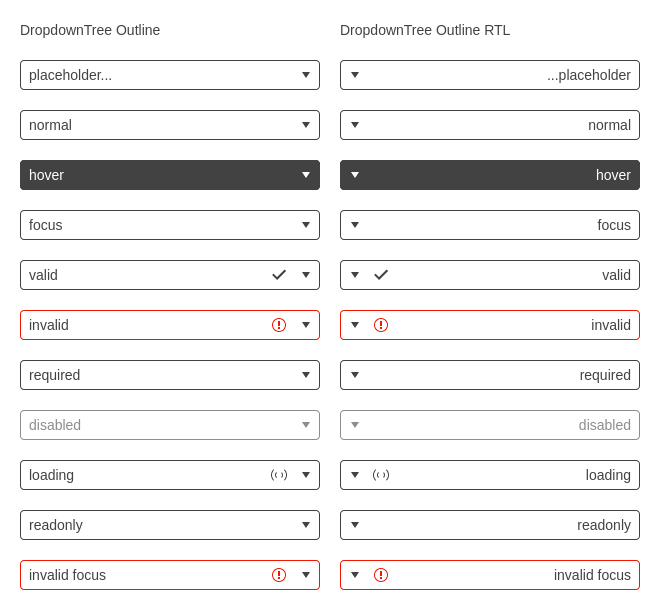 DropdownTree Outline
placeholder...
normal
hover
focus
valid
invalid
required
disabled
loading
readonly
invalid focus
DropdownTree Outline RTL
...placeholder
normal
hover
focus
valid
invalid
required
disabled
loading
readonly
invalid focus